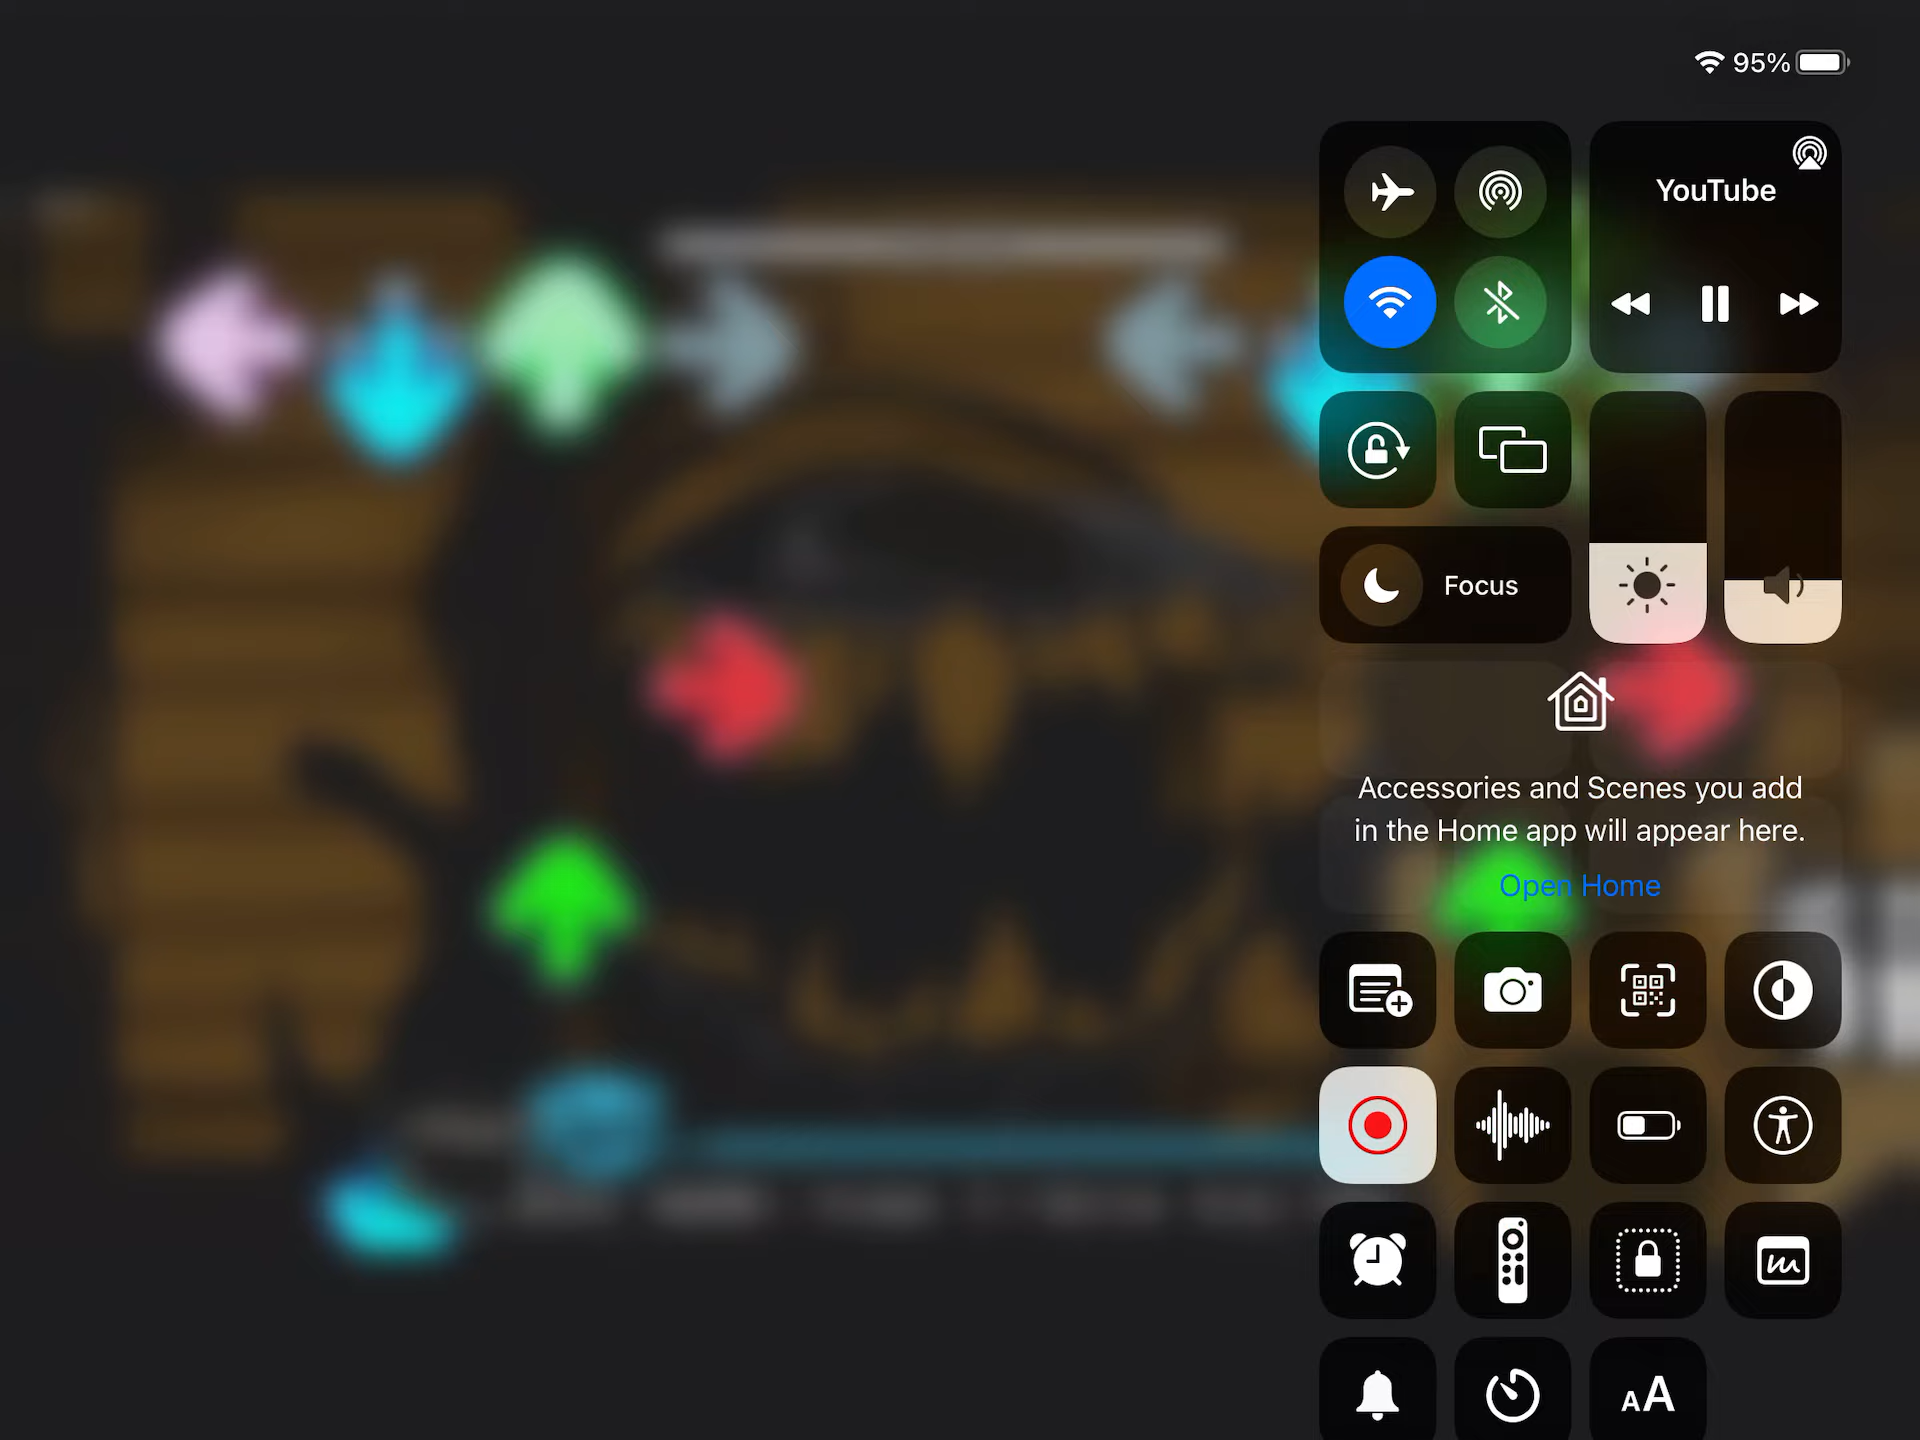 95%
YouTube
Focus
Accessories and Scenes you add
in the Home app will appear here.
Open Home
AA